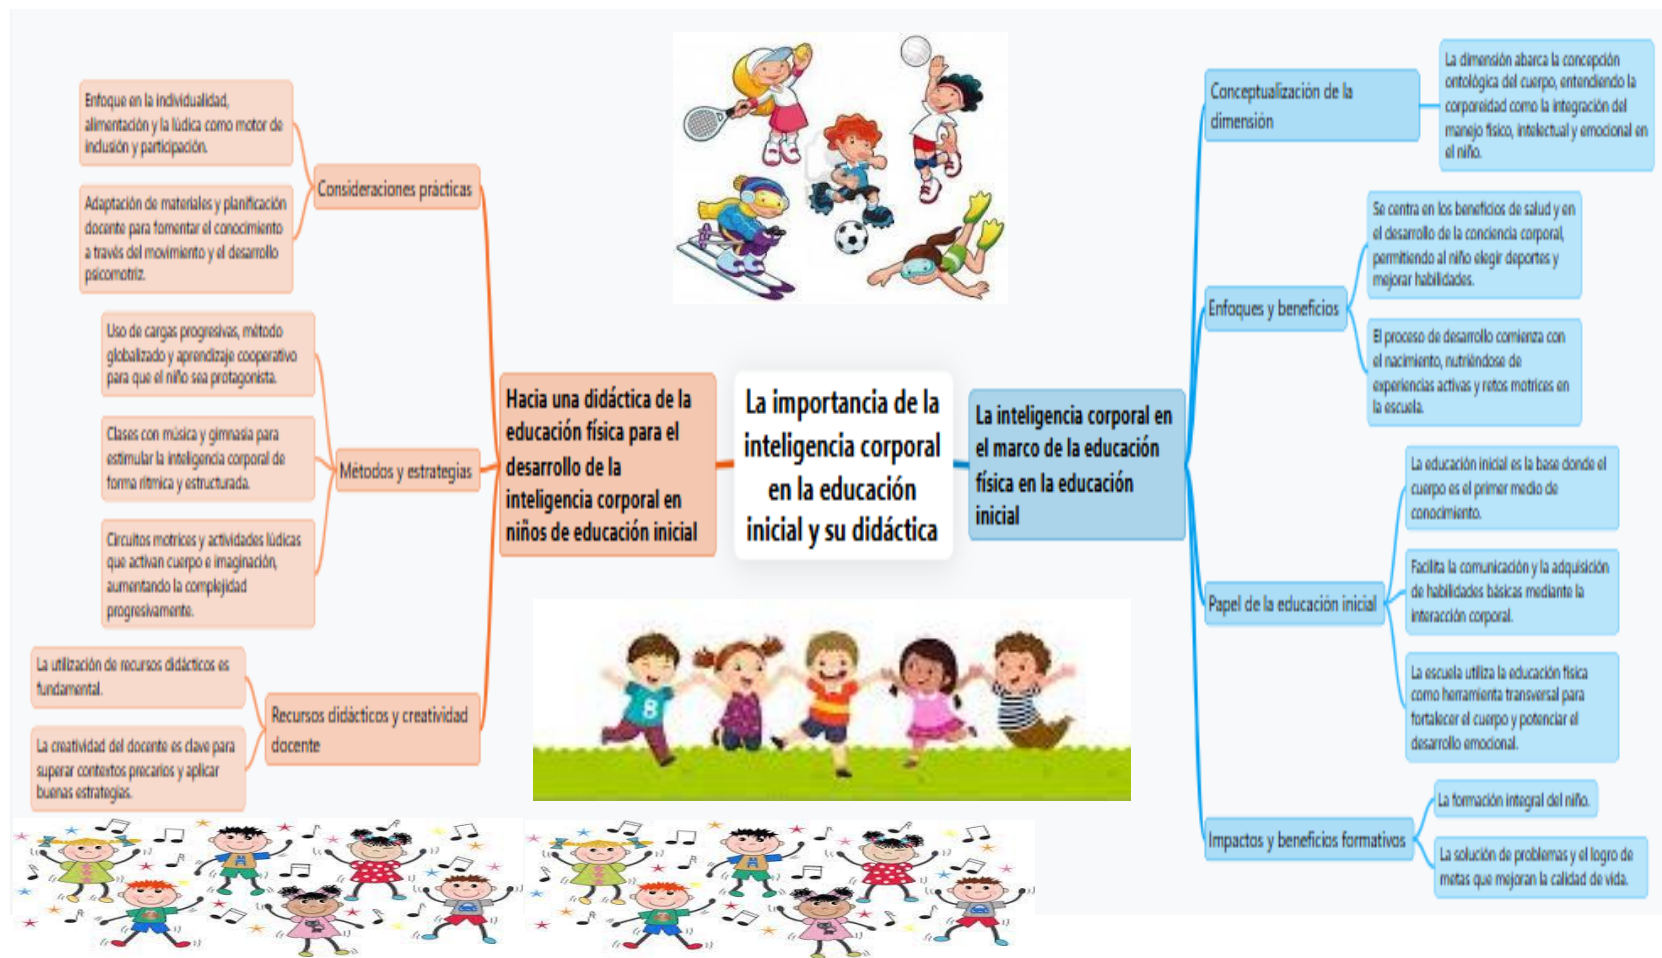 La importancia de la
inteligencia corporal
en la educación
inicial y su didáctica
Hacia una didáctica de la
educación física para el
desarrollo de la
inteligencia corporal en
niños de educación inicial
Consideraciones prácticas
Enfoque en la individualidad,
alimentación y la lúdica como motor de
inclusión y participación.
Adaptación de materiales y planificación
docente para fomentar el conocimiento
a través del movimiento y el desarrollo
psicomotriz.
Métodos y estrategias
Uso de cargas progresivas, método
globalizado y aprendizaje cooperativo
para que el niño sea protagonista.
Clases con música y gimnasia para
estimular la inteligencia corporal de
forma rítmica y estructurada.
Circuitos motrices y actividades lúdicas
que activan cuerpo e imaginación,
aumentando la complejidad
progresivamente.
Recursos didácticos y creatividad
docente
La utilización de recursos didácticos es
fundamental.
La creatividad del docente es clave para
superar contextos precarios y aplicar
buenas estrategias.
La inteligencia corporal en
el marco de la educación
física en la educación
inicial
Conceptualización de la
dimensión
La dimensión abarca la concepción
ontológica del cuerpo, entendiendo la
corporeidad como la integración del
manejo físico, intelectual y emocional en
el niño.
Enfoques y beneficios
Se centra en los beneficios de salud y en
el desarrollo de la conciencia corporal,
permitiendo al niño elegir deportes y
mejorar habilidades.
El proceso de desarrollo comienza con
el nacimiento, nutriéndose de
experiencias activas y retos motrices en
la escuela.
Papel de la educación inicial
La educación inicial es la base donde el
cuerpo es el primer medio de
conocimiento.
Facilita la comunicación y la adquisición
de habilidades básicas mediante la
interacción corporal.
La escuela utiliza la educación física
como herramienta transversal para
fortalecer el cuerpo y potenciar el
desarrollo emocional.
Impactos y beneficios formativos
La formación integral del niño.
La solución de problemas y el logro de
metas que mejoran la calidad de vida.
8